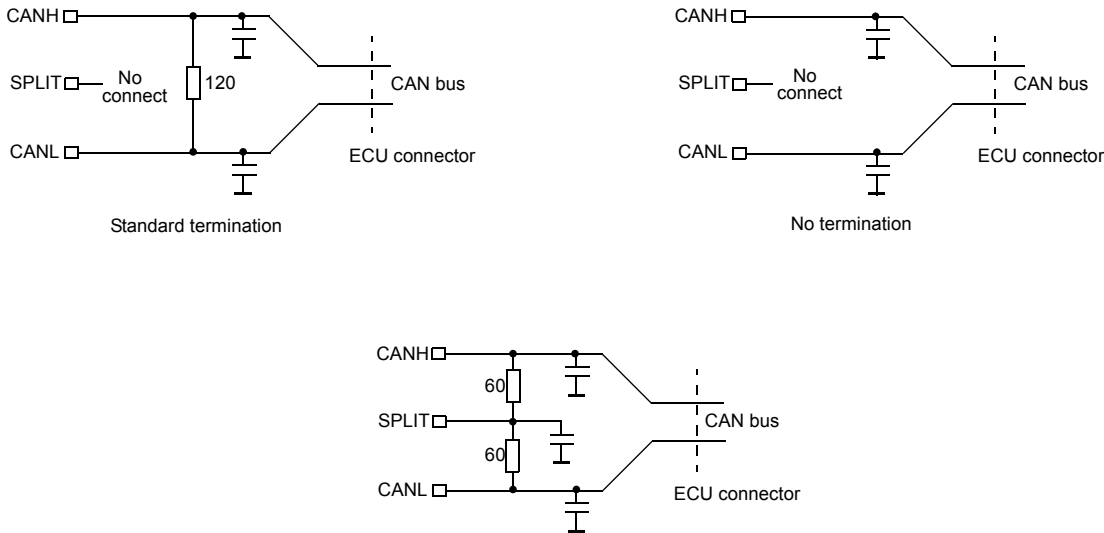 CANH
SPLIT
No
connect
120
CANL
CAN bus
ECU connector
Standard termination
CANH
SPLIT
No
connect
CANL
CAN bus
ECU connector
No termination
CANH
60
SPLIT
60
CANL
CAN bus
ECU connector